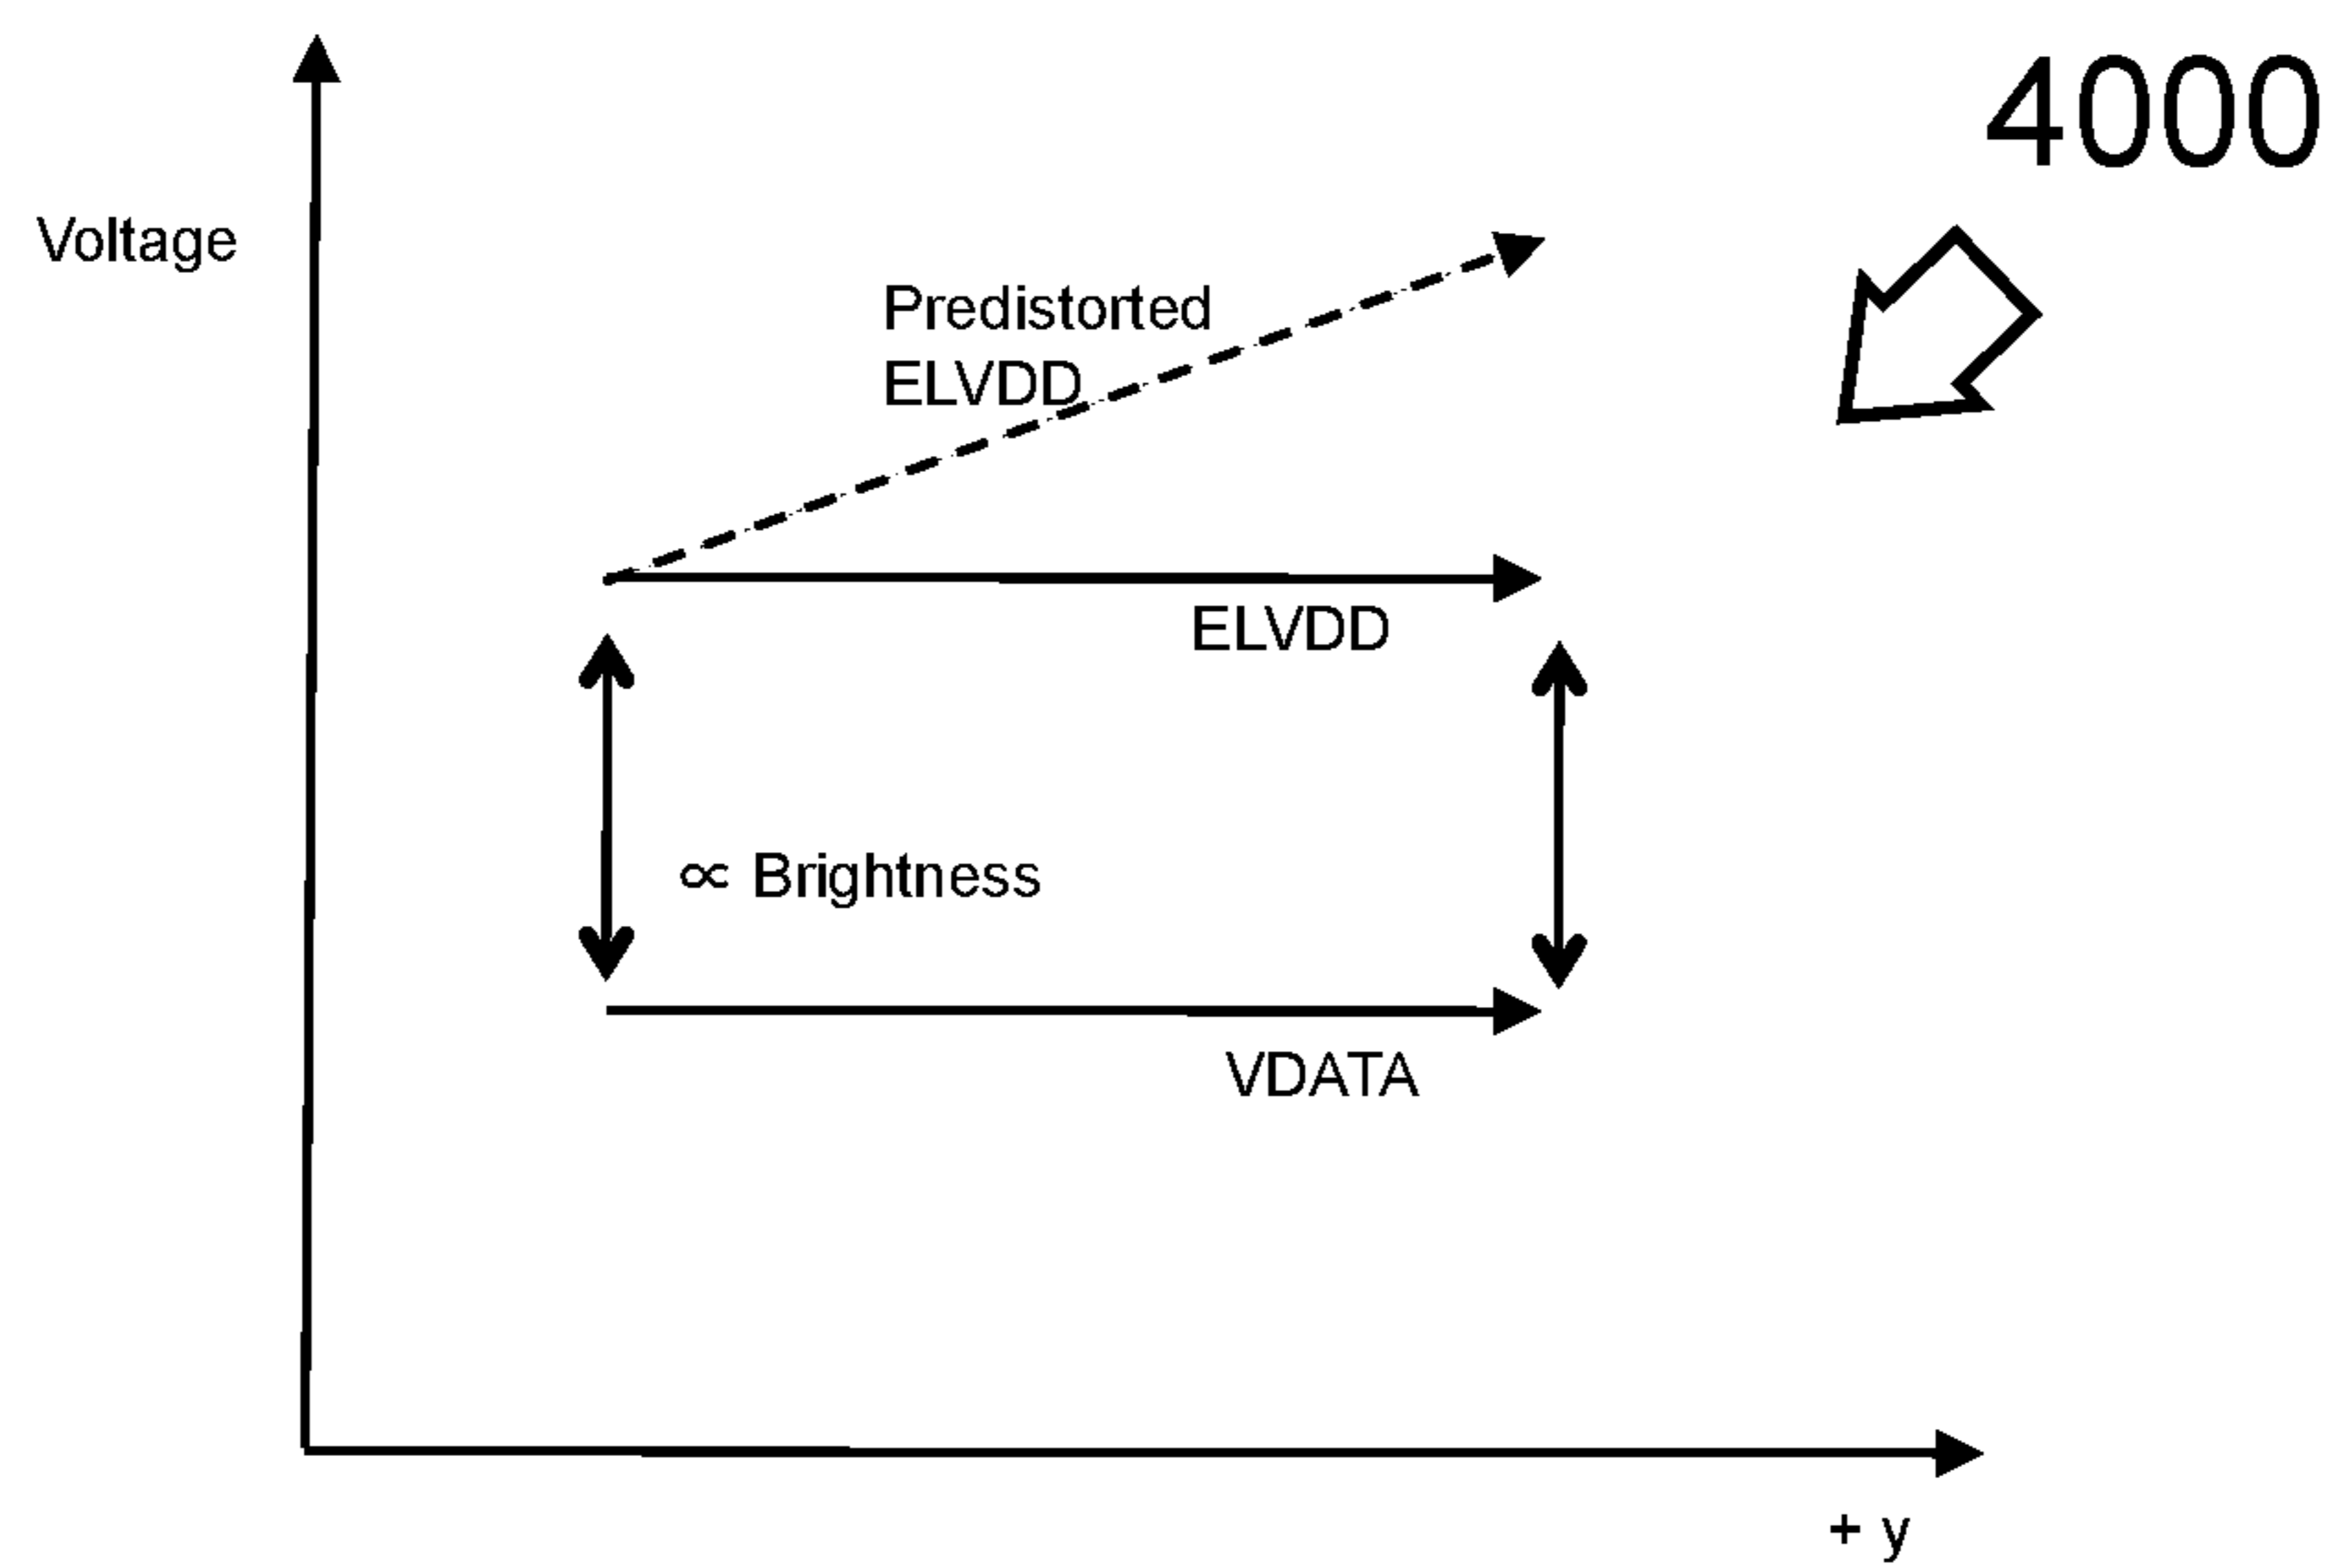 4000
Voltage
Predistorted
ELVDD
ELVDD
∝ Brightness
VDATA
+ y